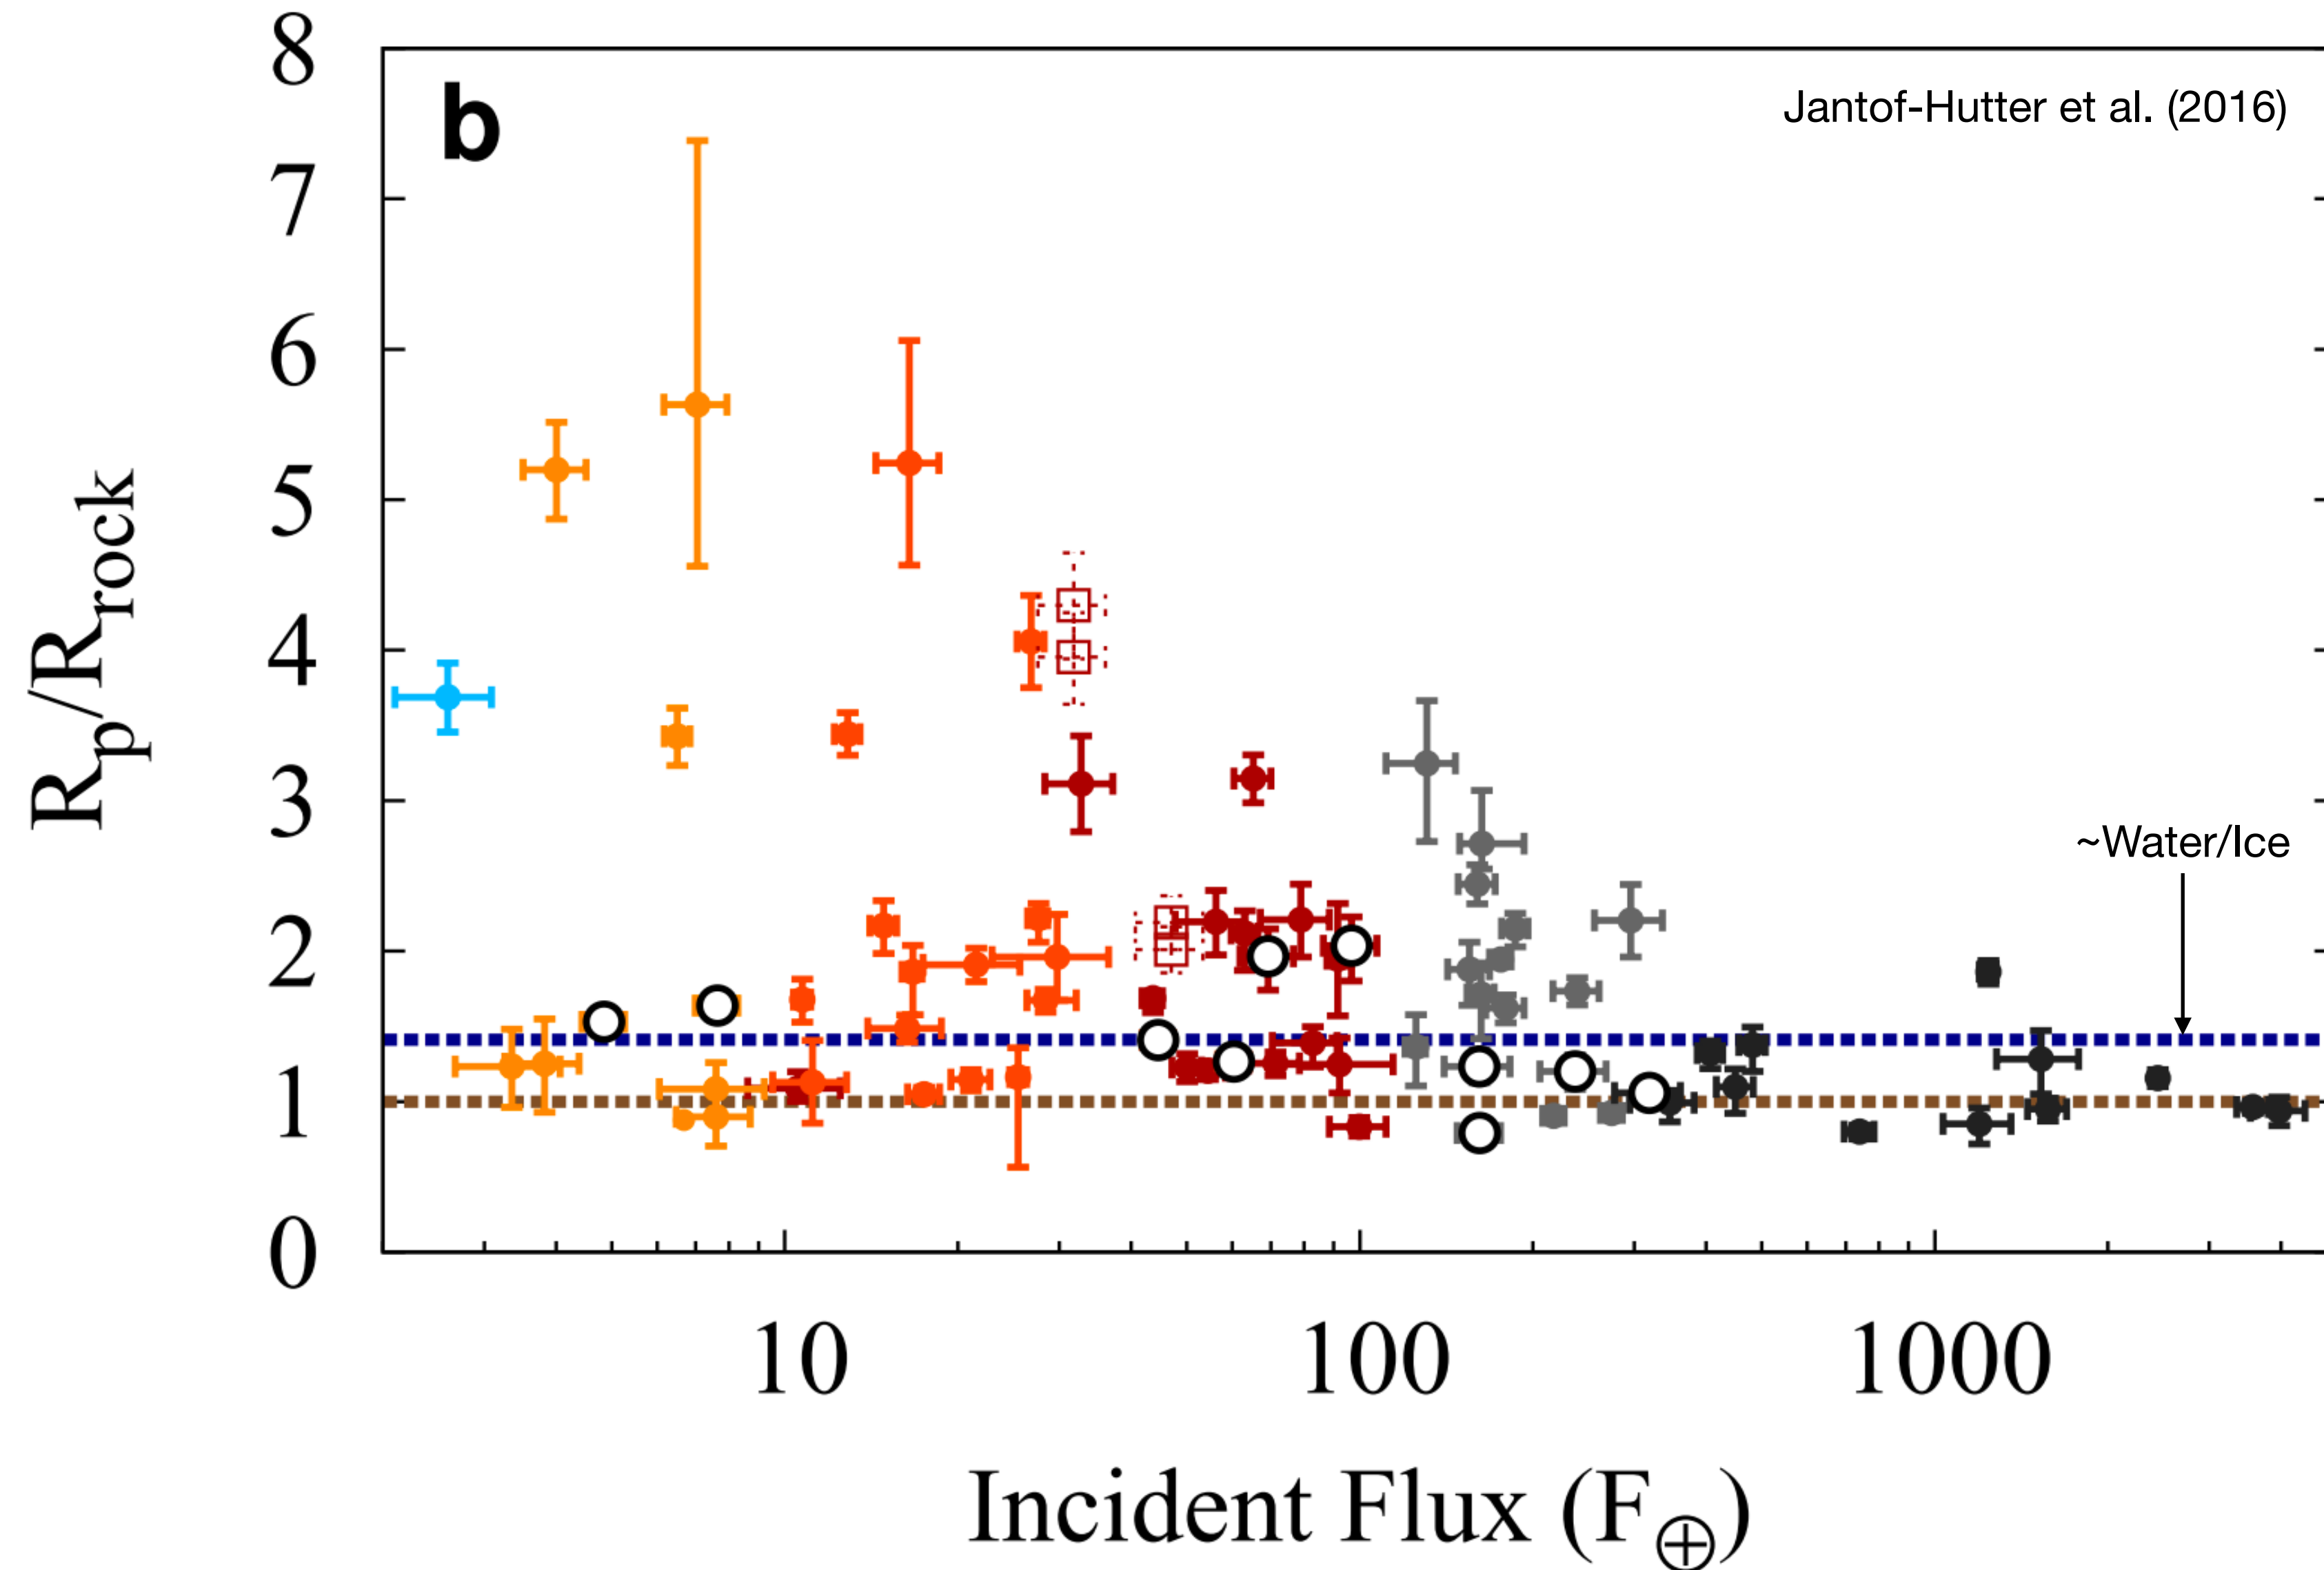 8
b
Jantof-Hutter et al. (2016)
7
6
5
4
3
2
1
0
Rp/Rrock
~Water/Ice
10 100 1000
Incident Flux (F⊕)